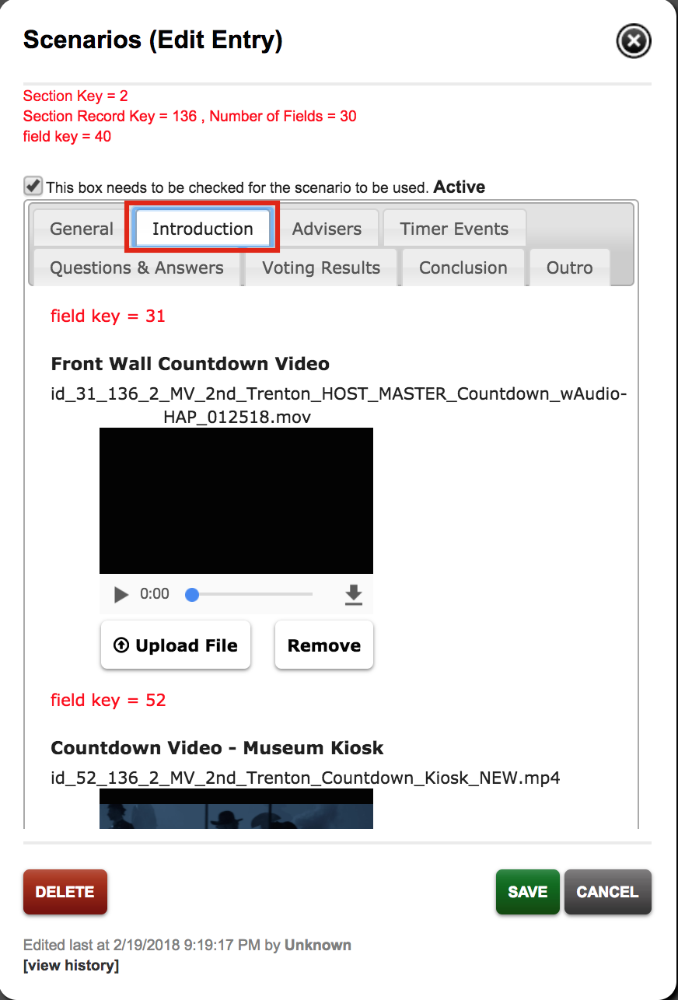 Scenarios (Edit Entry)
Section Key = 2
Section Record Key = 136 , Number of Fields = 30
field key = 40
This box needs to be checked for the scenario to be used. Active
General Introduction Advisers Timer Events
Questions & Answers Voting Results Conclusion Outro
field key = 31
Front Wall Countdown Video
id_31_136_2_MV_2nd_Trenton_HOST_MASTER_Countdown_wAudio-
HAP_012518.mov
0:00
Upload File Remove
field key = 52
Countdown Video - Museum Kiosk
id_52_136_2_MV_2nd_Trenton_Countdown_Kiosk_NEW.mp4
DELETE SAVE CANCEL
Edited last at 2/19/2018 9:19:17 PM by Unknown
[view history]